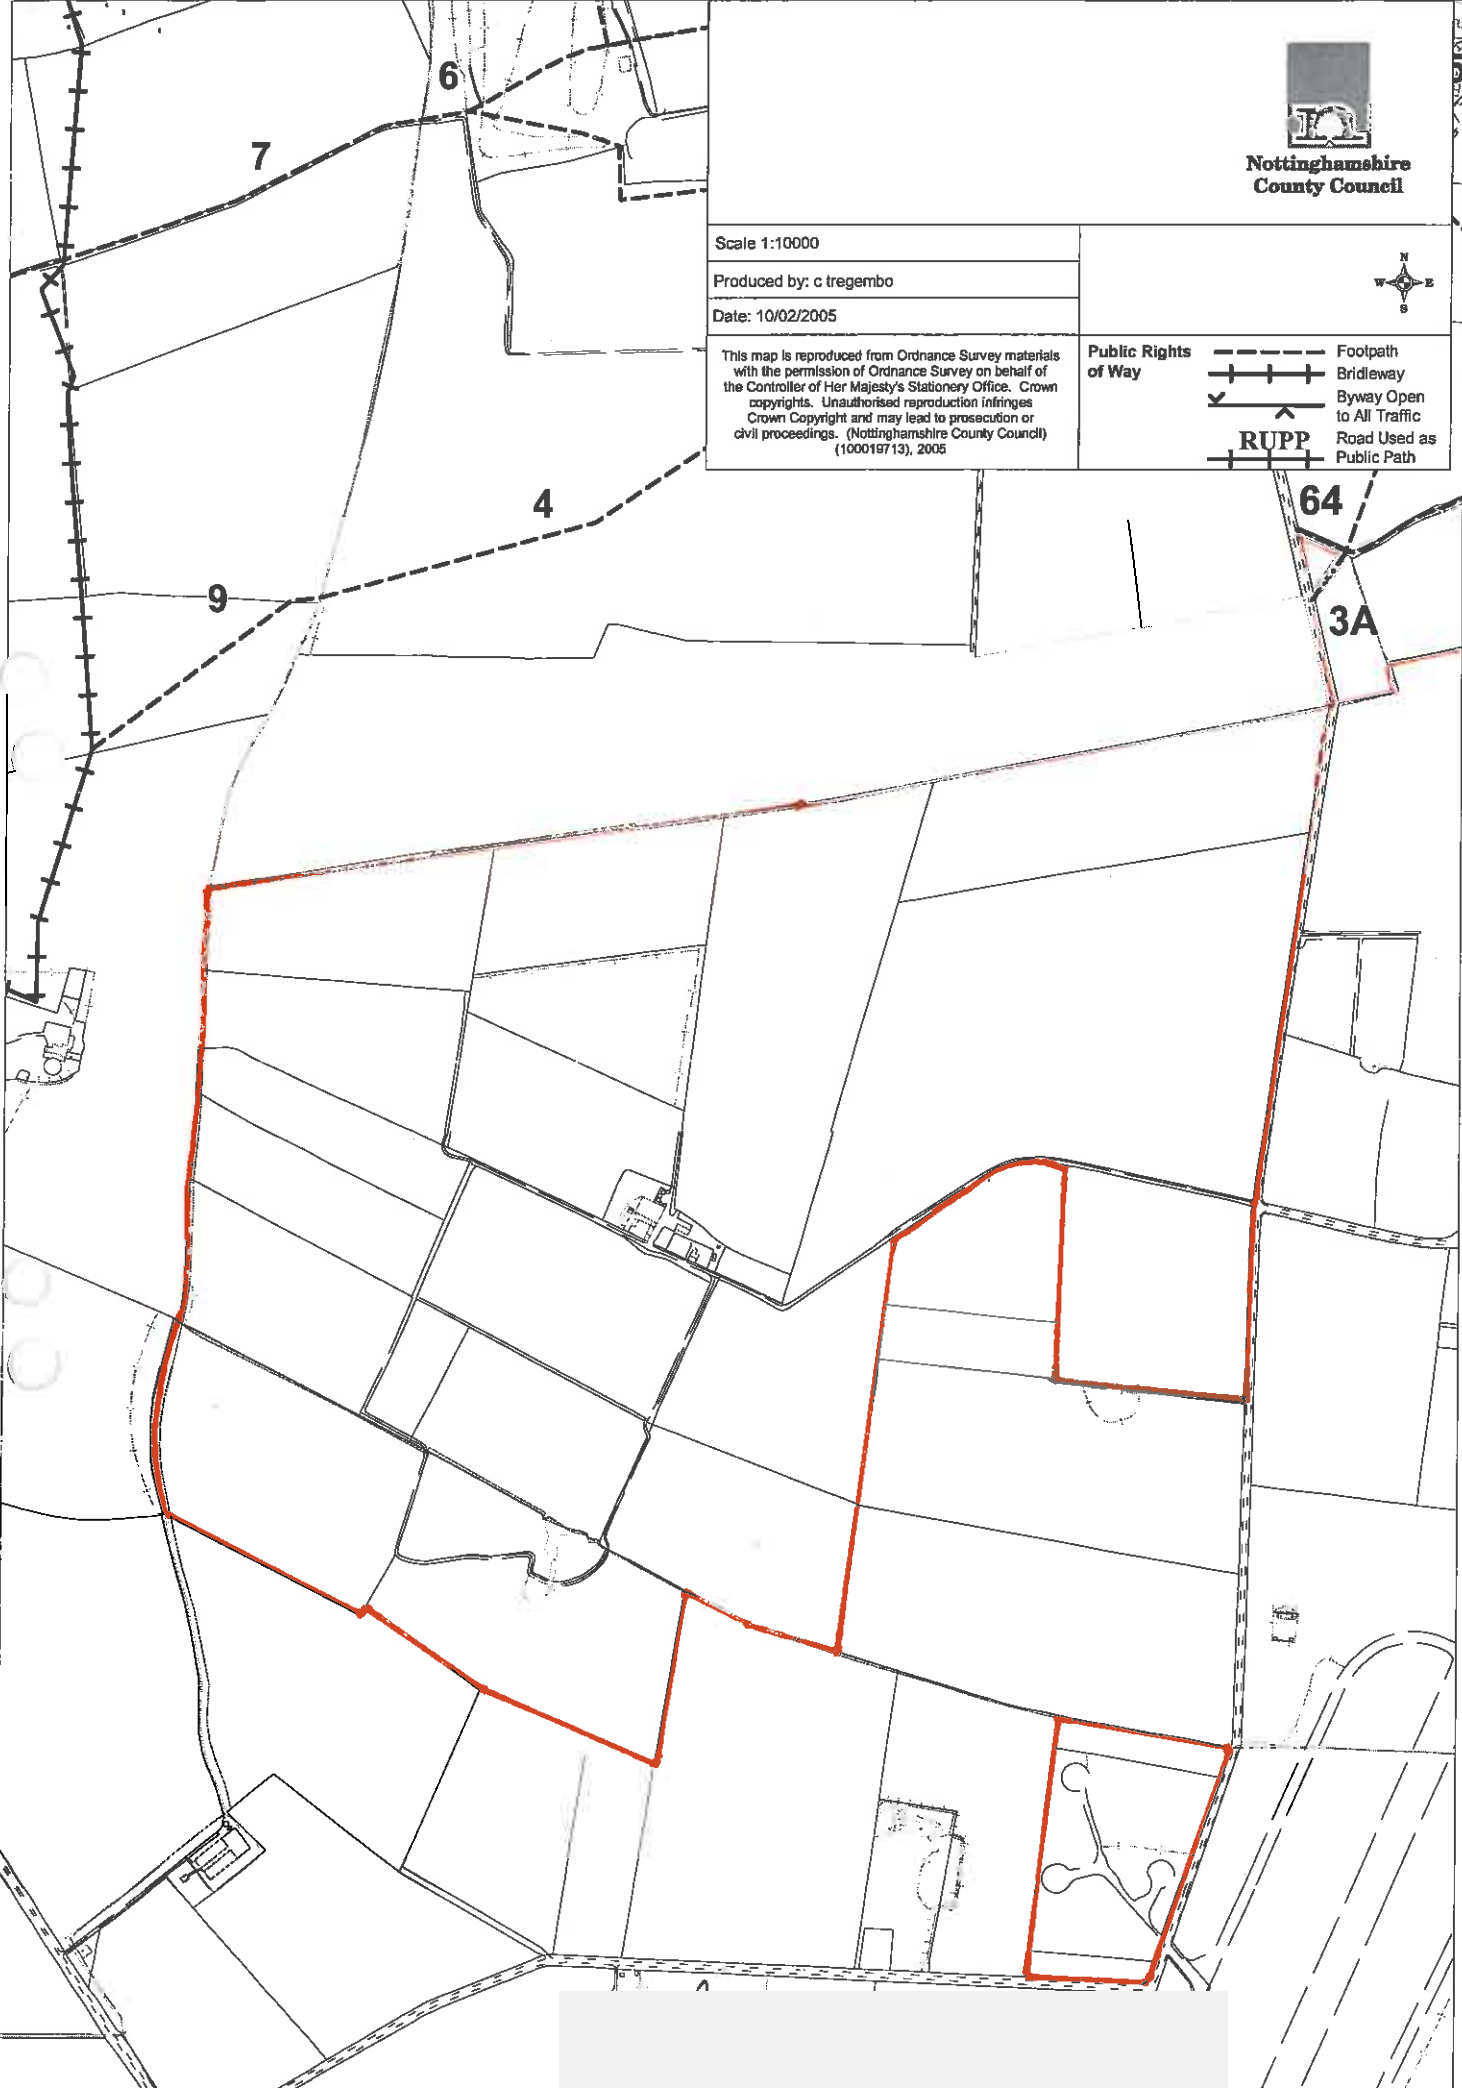 6
7
Nottinghamshire
County Council
Scale 1:10000
Produced by: c tregembo
Date: 10/02/2005
N
W E
S
This map is reproduced from Ordnance Survey materials
with the permission of Ordnance Survey on behalf of
the Controller of Her Majesty's Stationery Office. Crown
copyrights. Unauthorised reproduction infringes
Crown Copyright and may lead to prosecution or
civil proceedings. (Nottinghamshire County Council)
(100019713), 2005
Public Rights
of Way
Footpath
Bridleway
Byway Open
to All Traffic
RUPP
Road Used as
Public Path
4
64
9
3A